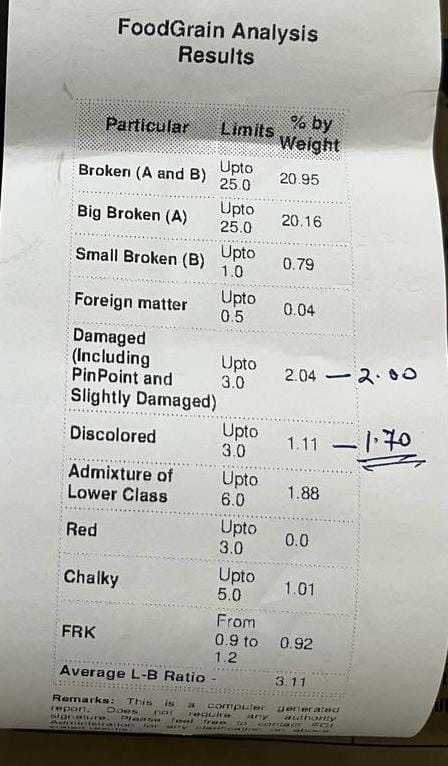 FoodGrain Analysis
Results
Particular Limits % by Weight
Broken (A and B) Upto 25.0 20.95
Big Broken (A) Upto 25.0 20.16
Small Broken (B) Upto 1.0 0.79
Foreign matter Upto 0.5 0.04
Damaged
(Including
PinPoint and
Slightly Damaged) Upto 3.0 2.04 – 2.00
Discolored Upto 3.0 1.11 – 1.70
Admixture of
Lower Class Upto 6.0 1.88
Red Upto 3.0 0.0
Chalky Upto 5.0 1.01
FRK From 0.9 to 1.2 0.92
Average L-B Ratio - 3.11
Remarks: This is a computer generated
report. Does not require any authority
signature. Please feel free to contact FCI
Administration for any clarification on above